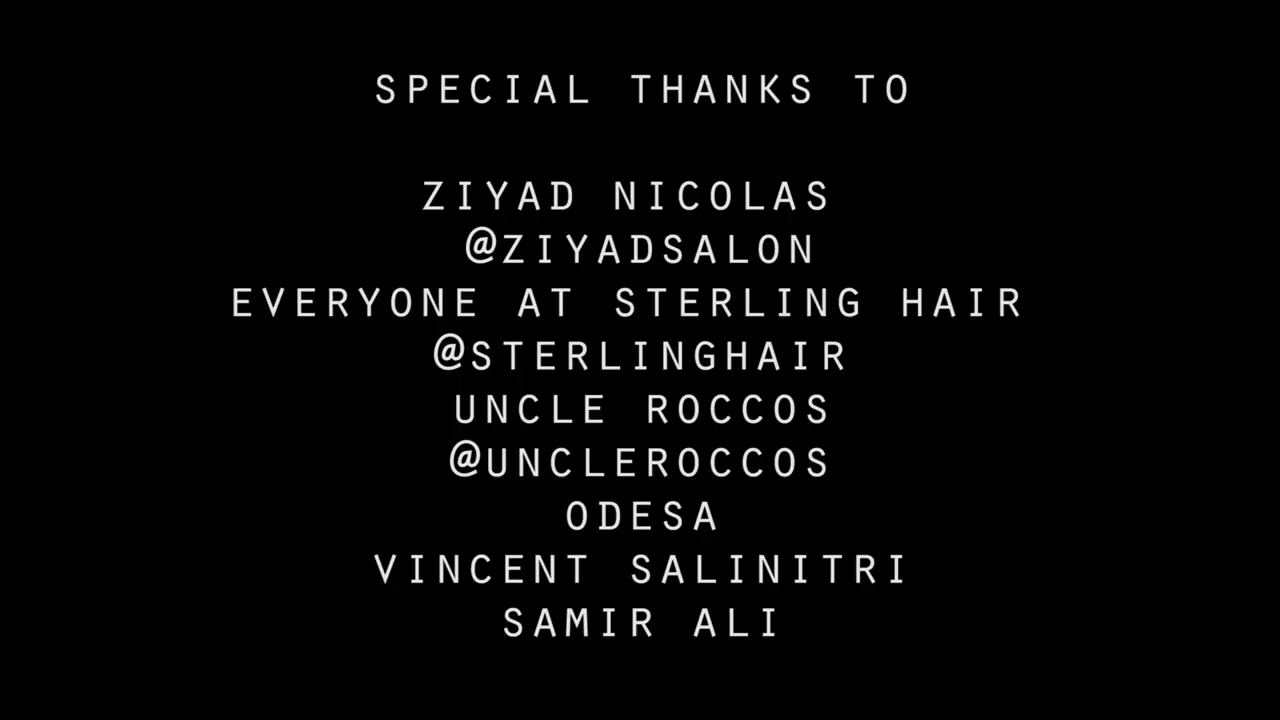 SPECIAL THANKS TO
ZIYAD NICOLAS
@ZIYADSALON
EVERYONE AT STERLING HAIR
@STERLINGHAIR
UNCLE ROCCOS
@UNCLEROCCOS
ODESA
VINCENT SALINITRI
SAMIR ALI